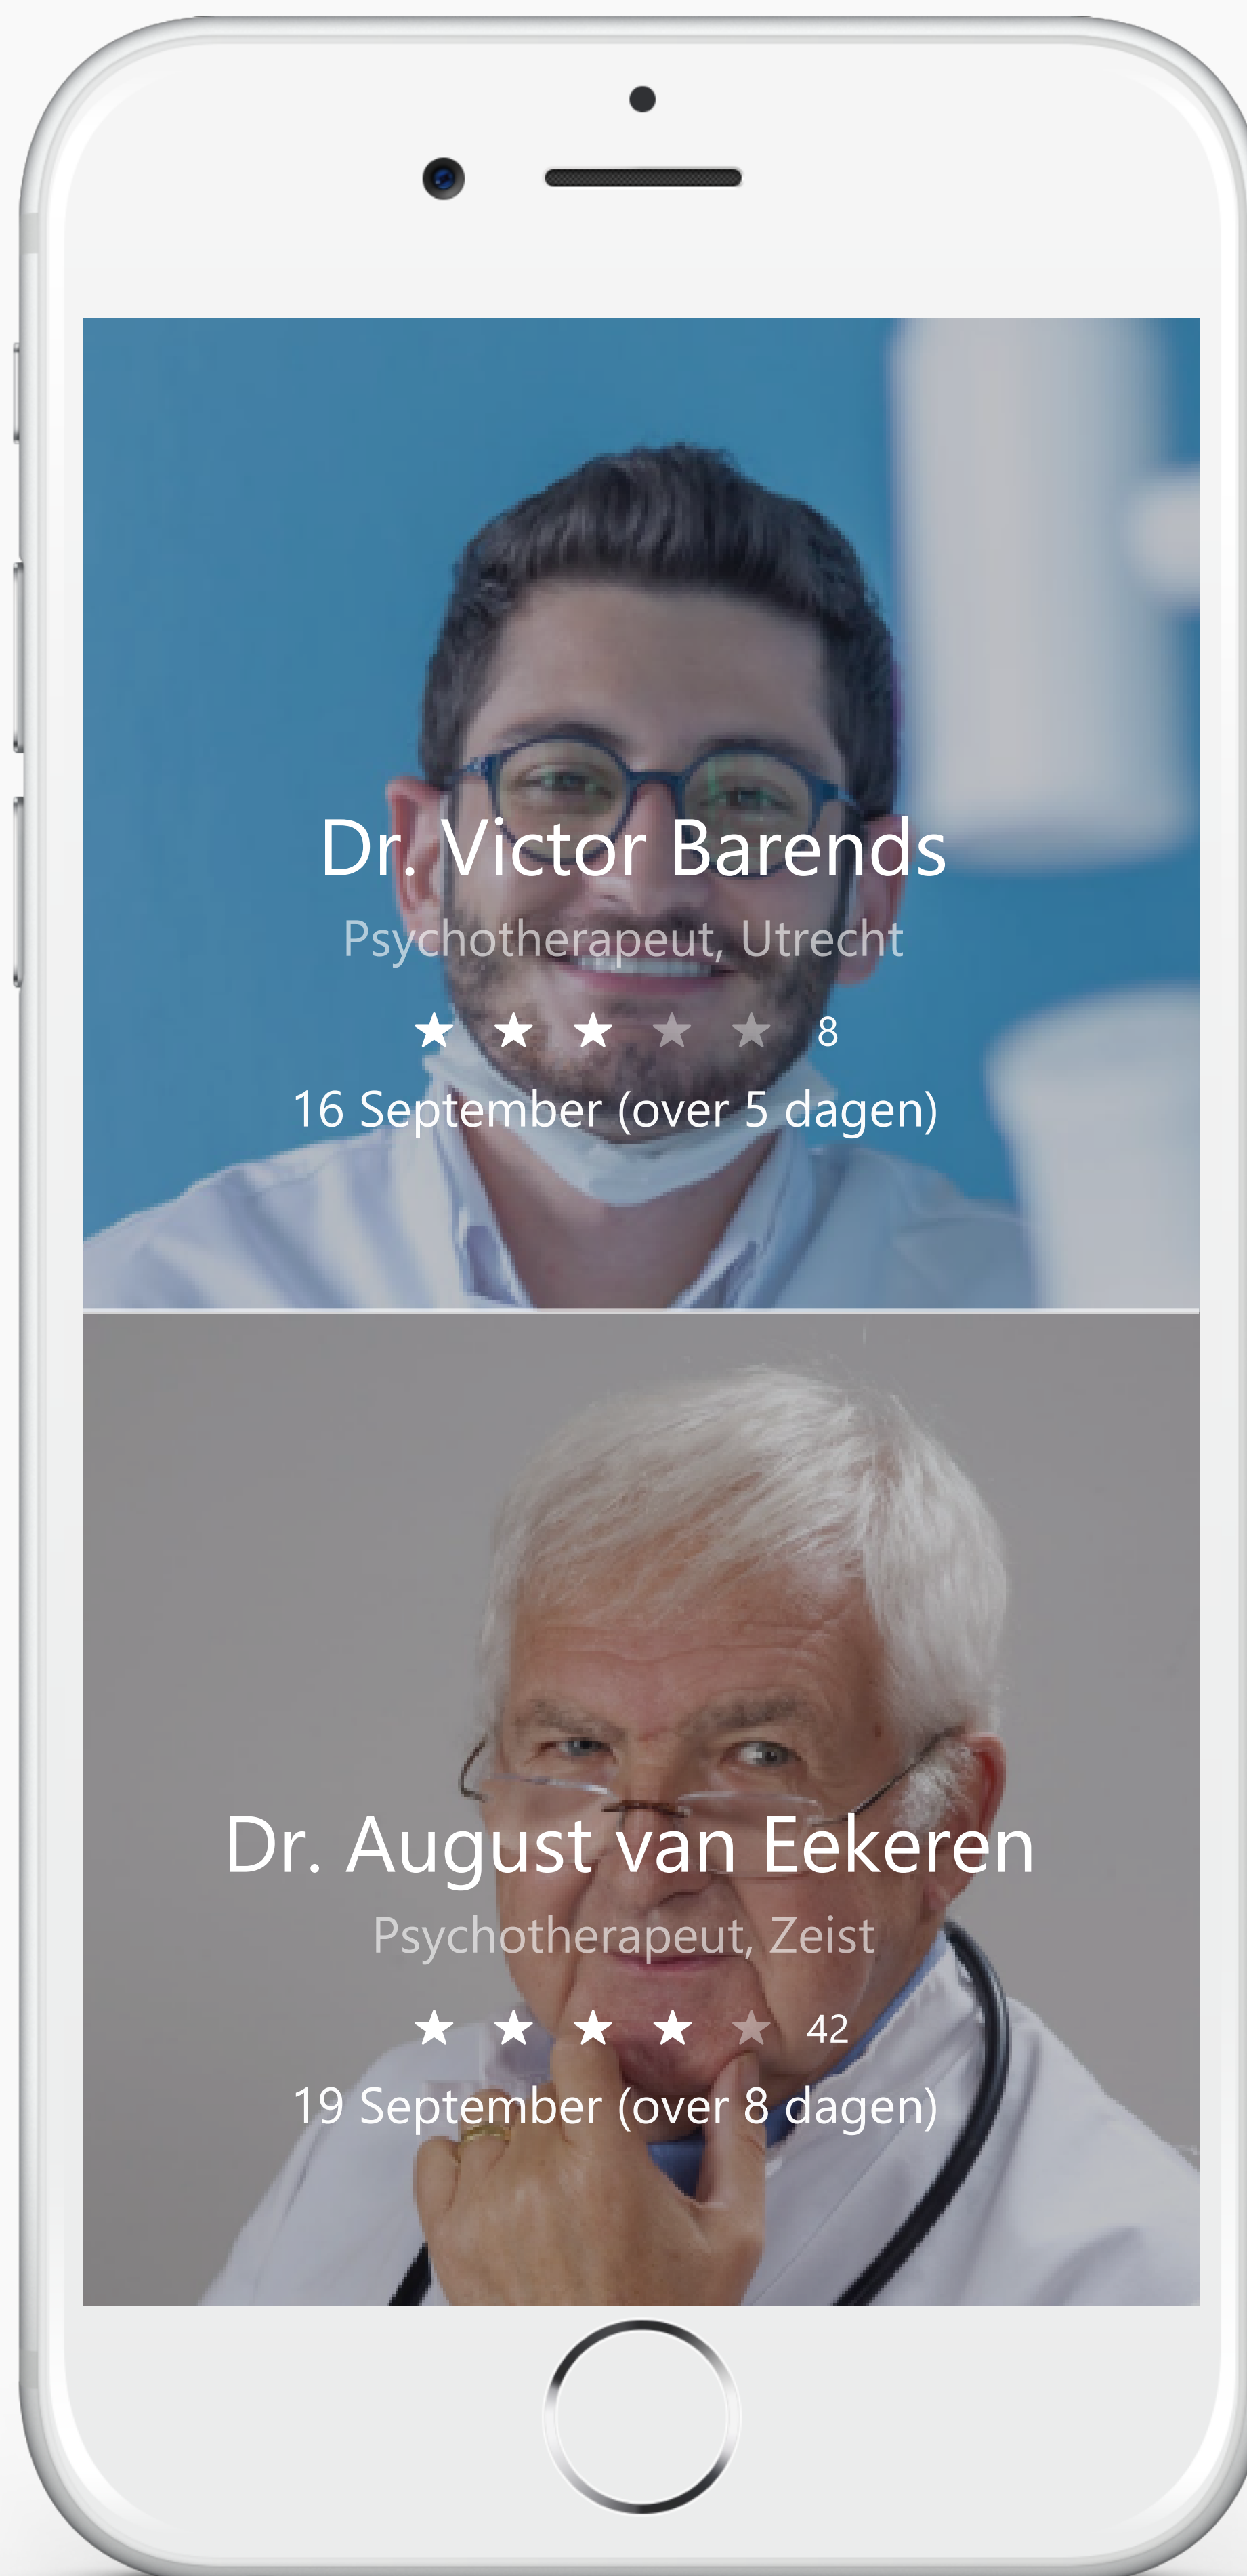 Dr. Victor Barends
Psychotherapeut, Utrecht
★ ★ ★ ★ ★ 8
16 September (over 5 dagen)
Dr. August van Eekeren
Psychotherapeut, Zeist
★ ★ ★ ★ ★ 42
19 September (over 8 dagen)